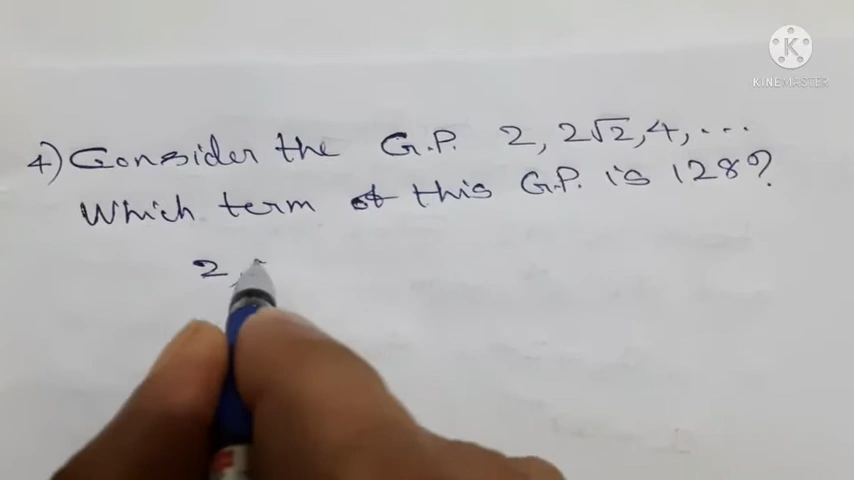 KINEMASTER
4) Consider the G.P. 2, 2√2, 4, ...
Which term of this G.P. is 128?
2,